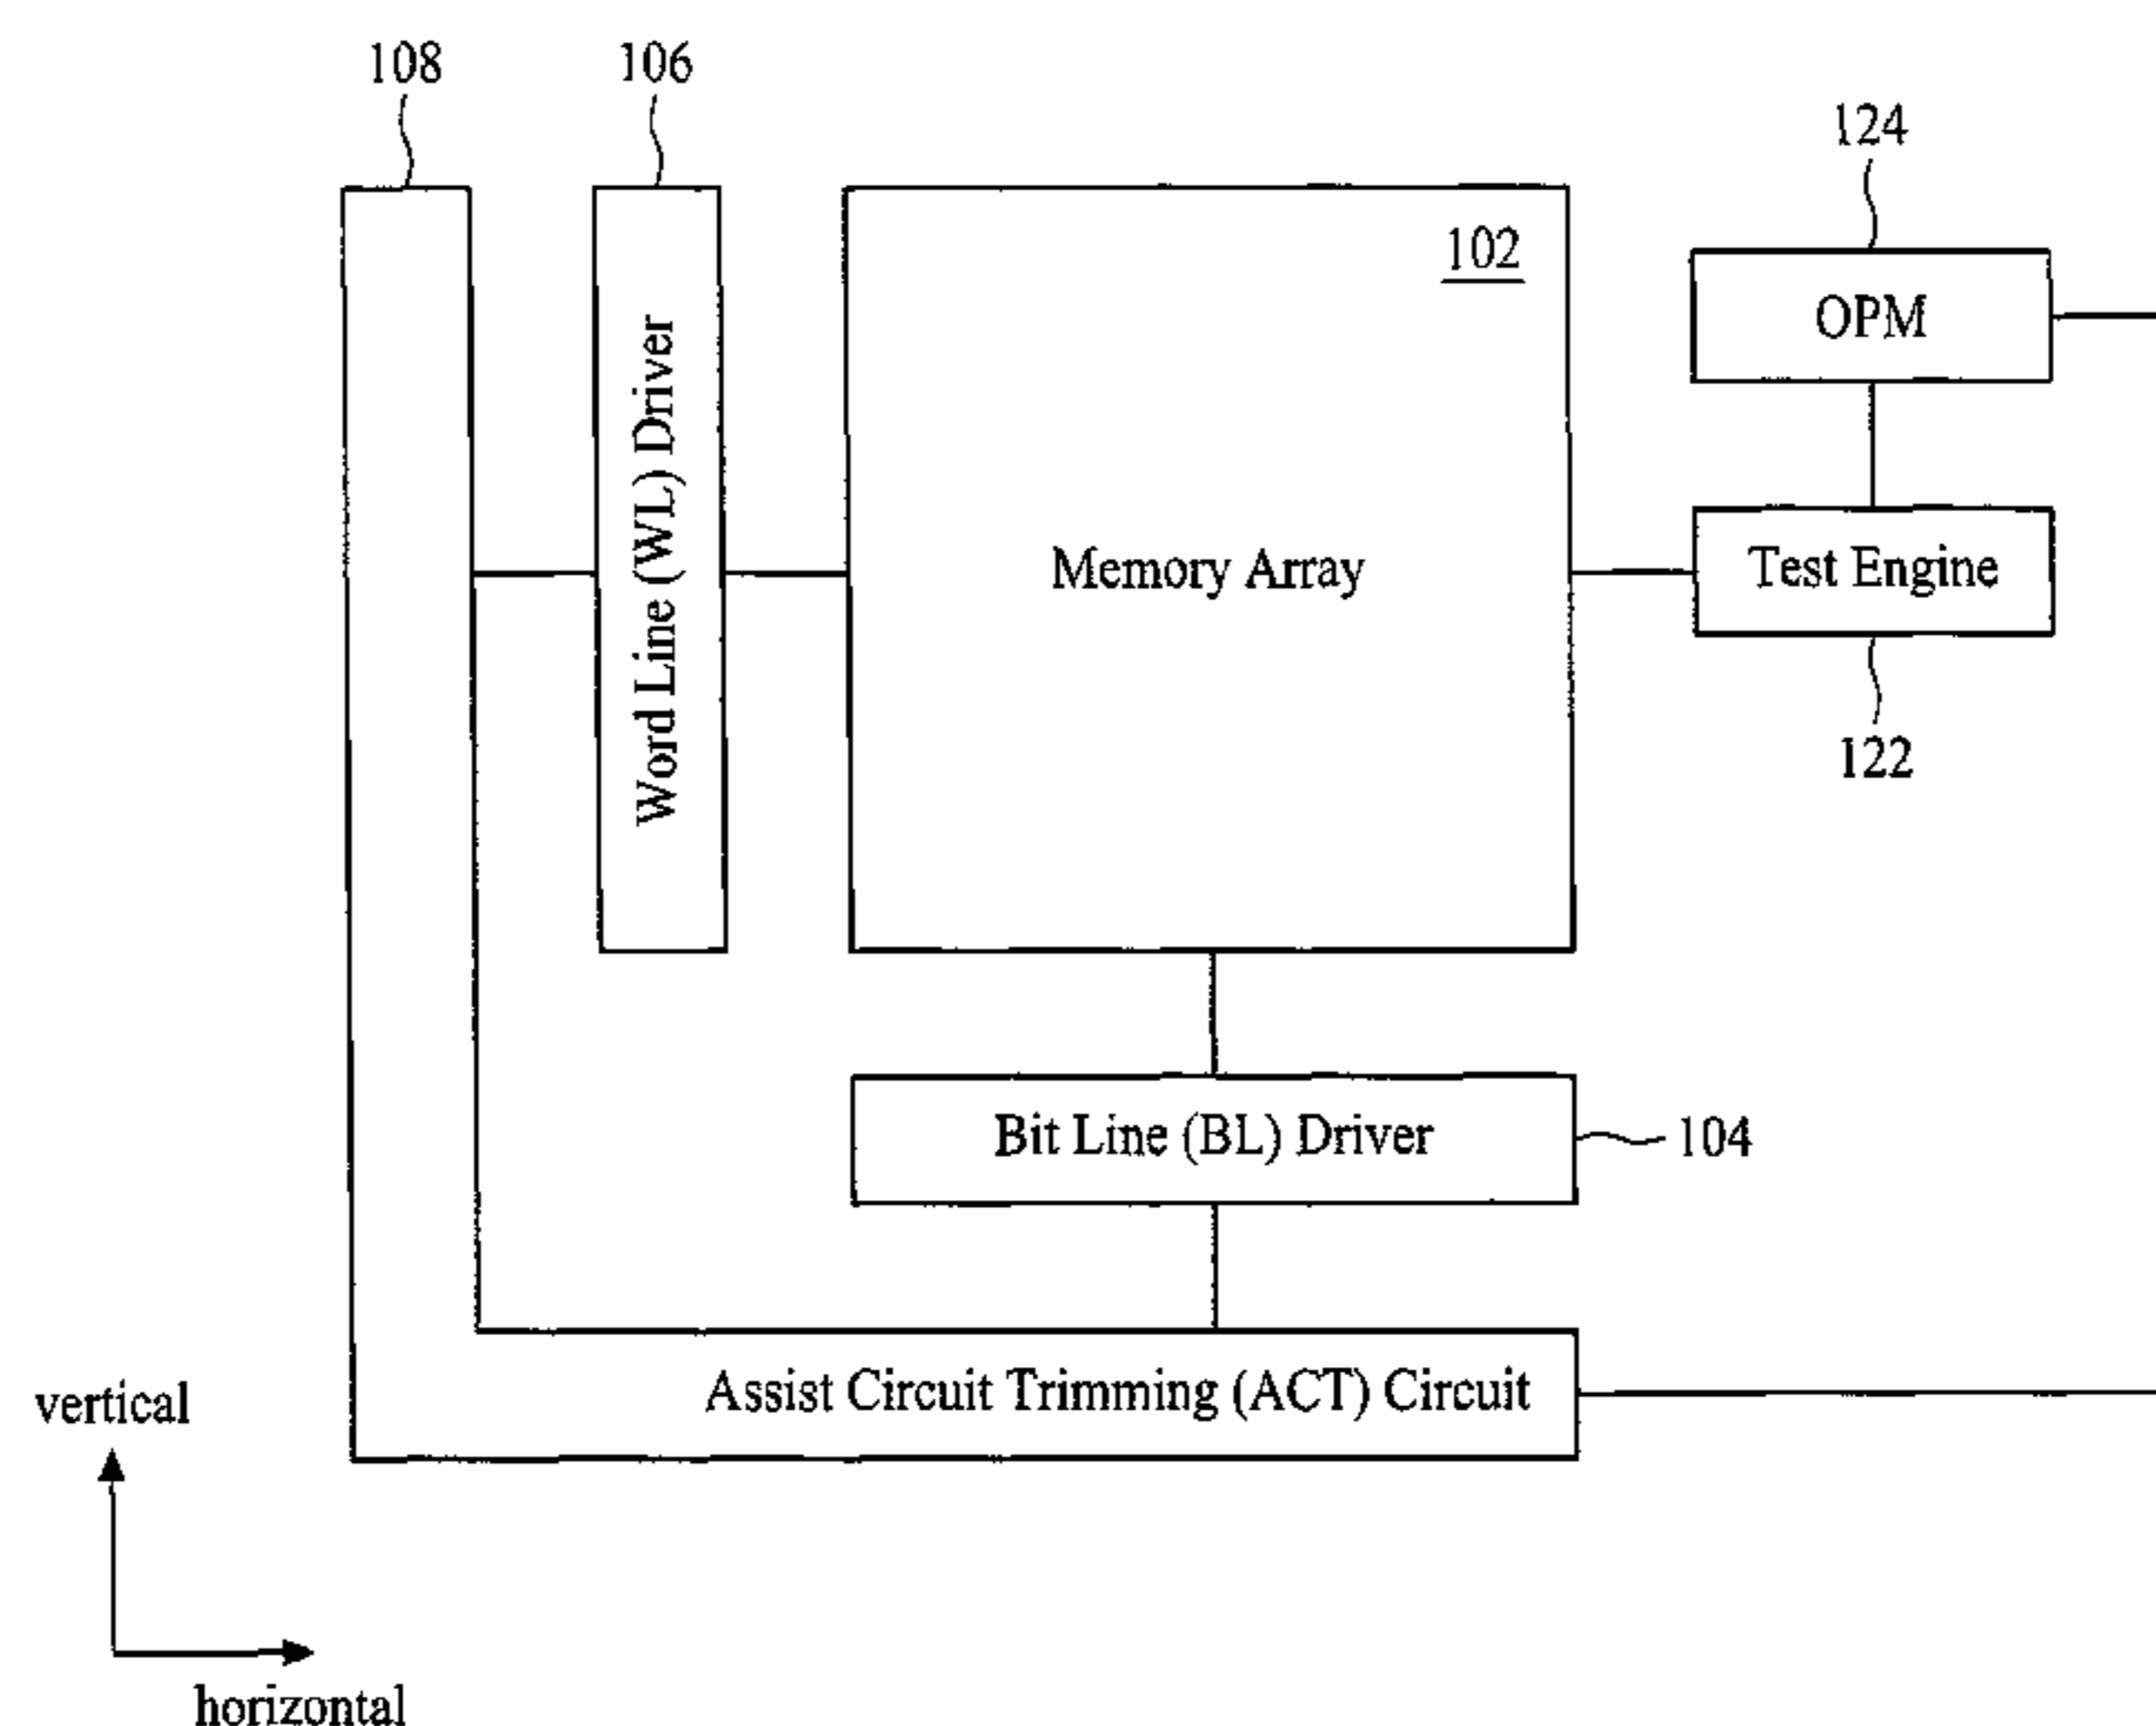 108
106
124
102
OPM
Word Line (WL) Driver
Memory Array
Test Engine
122
Bit Line (BL) Driver
104
Assist Circuit Trimming (ACT) Circuit
vertical
horizontal